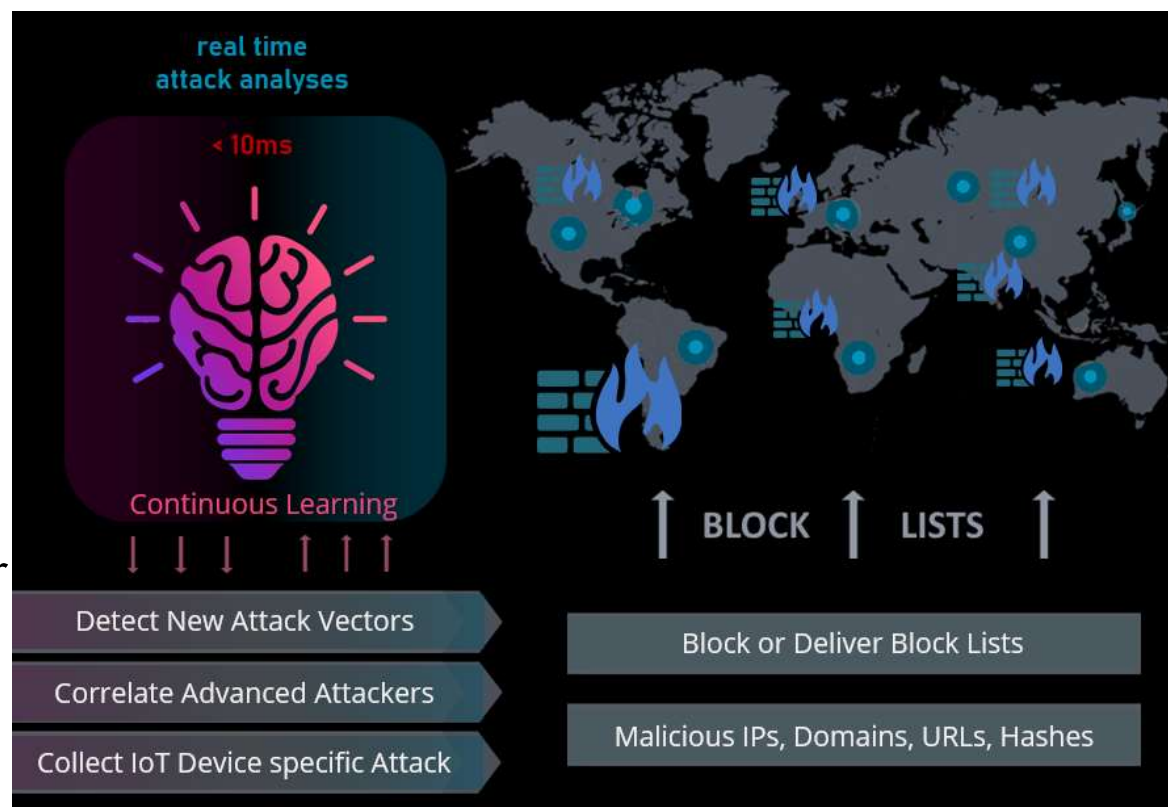 real time
attack analyses
< 10ms
Continuous Learning
BLOCK LISTS
Detect New Attack Vectors
Correlate Advanced Attackers
Collect IoT Device specific Attack
Block or Deliver Block Lists
Malicious IPs, Domains, URLs, Hashes